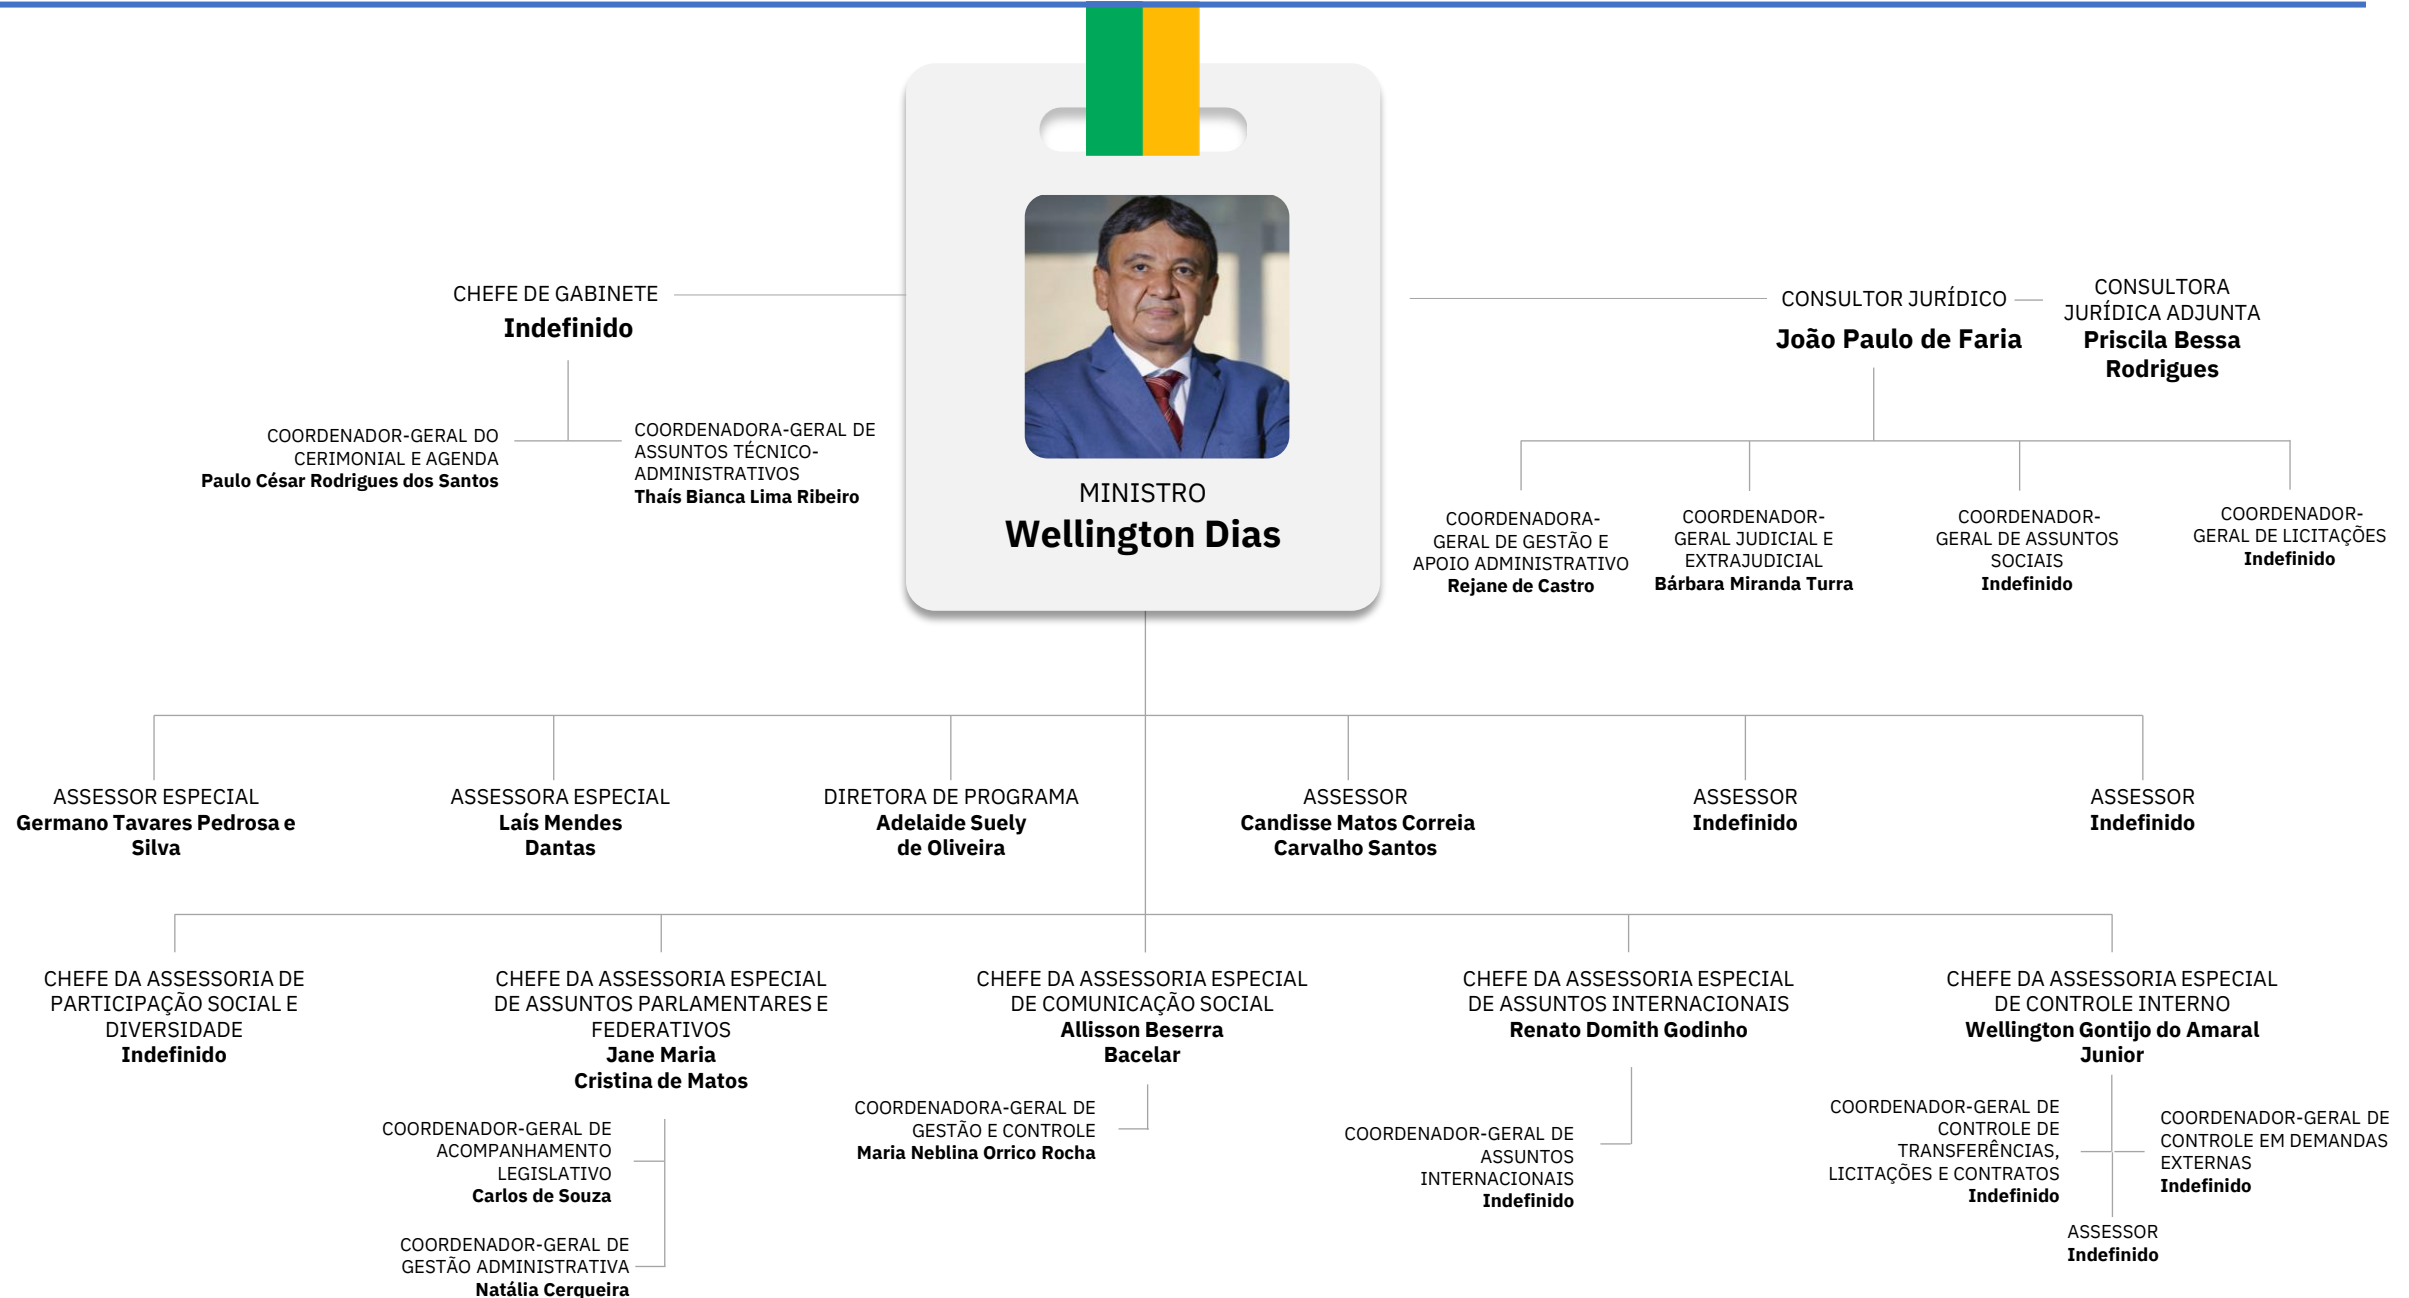 CHEFE DE GABINETE
Indefinido
COORDENADOR-GERAL DO
CERIMONIAL E AGENDA
Paulo César Rodrigues dos Santos
COORDENADORA-GERAL DE
ASSUNTOS TÉCNICO-
ADMINISTRATIVOS
Thaís Bianca Lima Ribeiro
MINISTRO
Wellington Dias
CONSULTOR JURÍDICO
João Paulo de Faria
CONSULTORA
JURÍDICA ADJUNTA
Priscila Bessa
Rodrigues
COORDENADORA-
GERAL DE GESTÃO E
APOIO ADMINISTRATIVO
Rejane de Castro
COORDENADOR-
GERAL JUDICIAL E
EXTRAJUDICIAL
Bárbara Miranda Turra
COORDENADOR-
GERAL DE ASSUNTOS
SOCIAIS
Indefinido
COORDENADOR-
GERAL DE LICITAÇÕES
Indefinido
ASSESSOR ESPECIAL
Germano Tavares Pedrosa e
Silva
ASSESSORA ESPECIAL
Laís Mendes
Dantas
DIRETORA DE PROGRAMA
Adelaide Suely
de Oliveira
ASSESSOR
Candisse Matos Correia
Carvalho Santos
ASSESSOR
Indefinido
ASSESSOR
Indefinido
CHEFE DA ASSESSORIA DE
PARTICIPAÇÃO SOCIAL E
DIVERSIDADE
Indefinido
CHEFE DA ASSESSORIA ESPECIAL
DE ASSUNTOS PARLAMENTARES E
FEDERATIVOS
Jane Maria
Cristina de Matos
COORDENADOR-GERAL DE
ACOMPANHAMENTO
LEGISLATIVO
Carlos de Souza
COORDENADOR-GERAL DE
GESTÃO ADMINISTRATIVA
Natália Cerqueira
CHEFE DA ASSESSORIA ESPECIAL
DE COMUNICAÇÃO SOCIAL
Allisson Beserra
Bacelar
COORDENADORA-GERAL DE
GESTÃO E CONTROLE
Maria Neblina Orrico Rocha
CHEFE DA ASSESSORIA ESPECIAL
DE ASSUNTOS INTERNACIONAIS
Renato Domith Godinho
COORDENADOR-GERAL DE
ASSUNTOS
INTERNACIONAIS
Indefinido
CHEFE DA ASSESSORIA ESPECIAL
DE CONTROLE INTERNO
Wellington Gontijo do Amaral
Junior
COORDENADOR-GERAL DE
CONTROLE DE
TRANSFERÊNCIAS,
LICITAÇÕES E CONTRATOS
Indefinido
COORDENADOR-GERAL DE
CONTROLE EM DEMANDAS
EXTERNAS
Indefinido
ASSESSOR
Indefinido